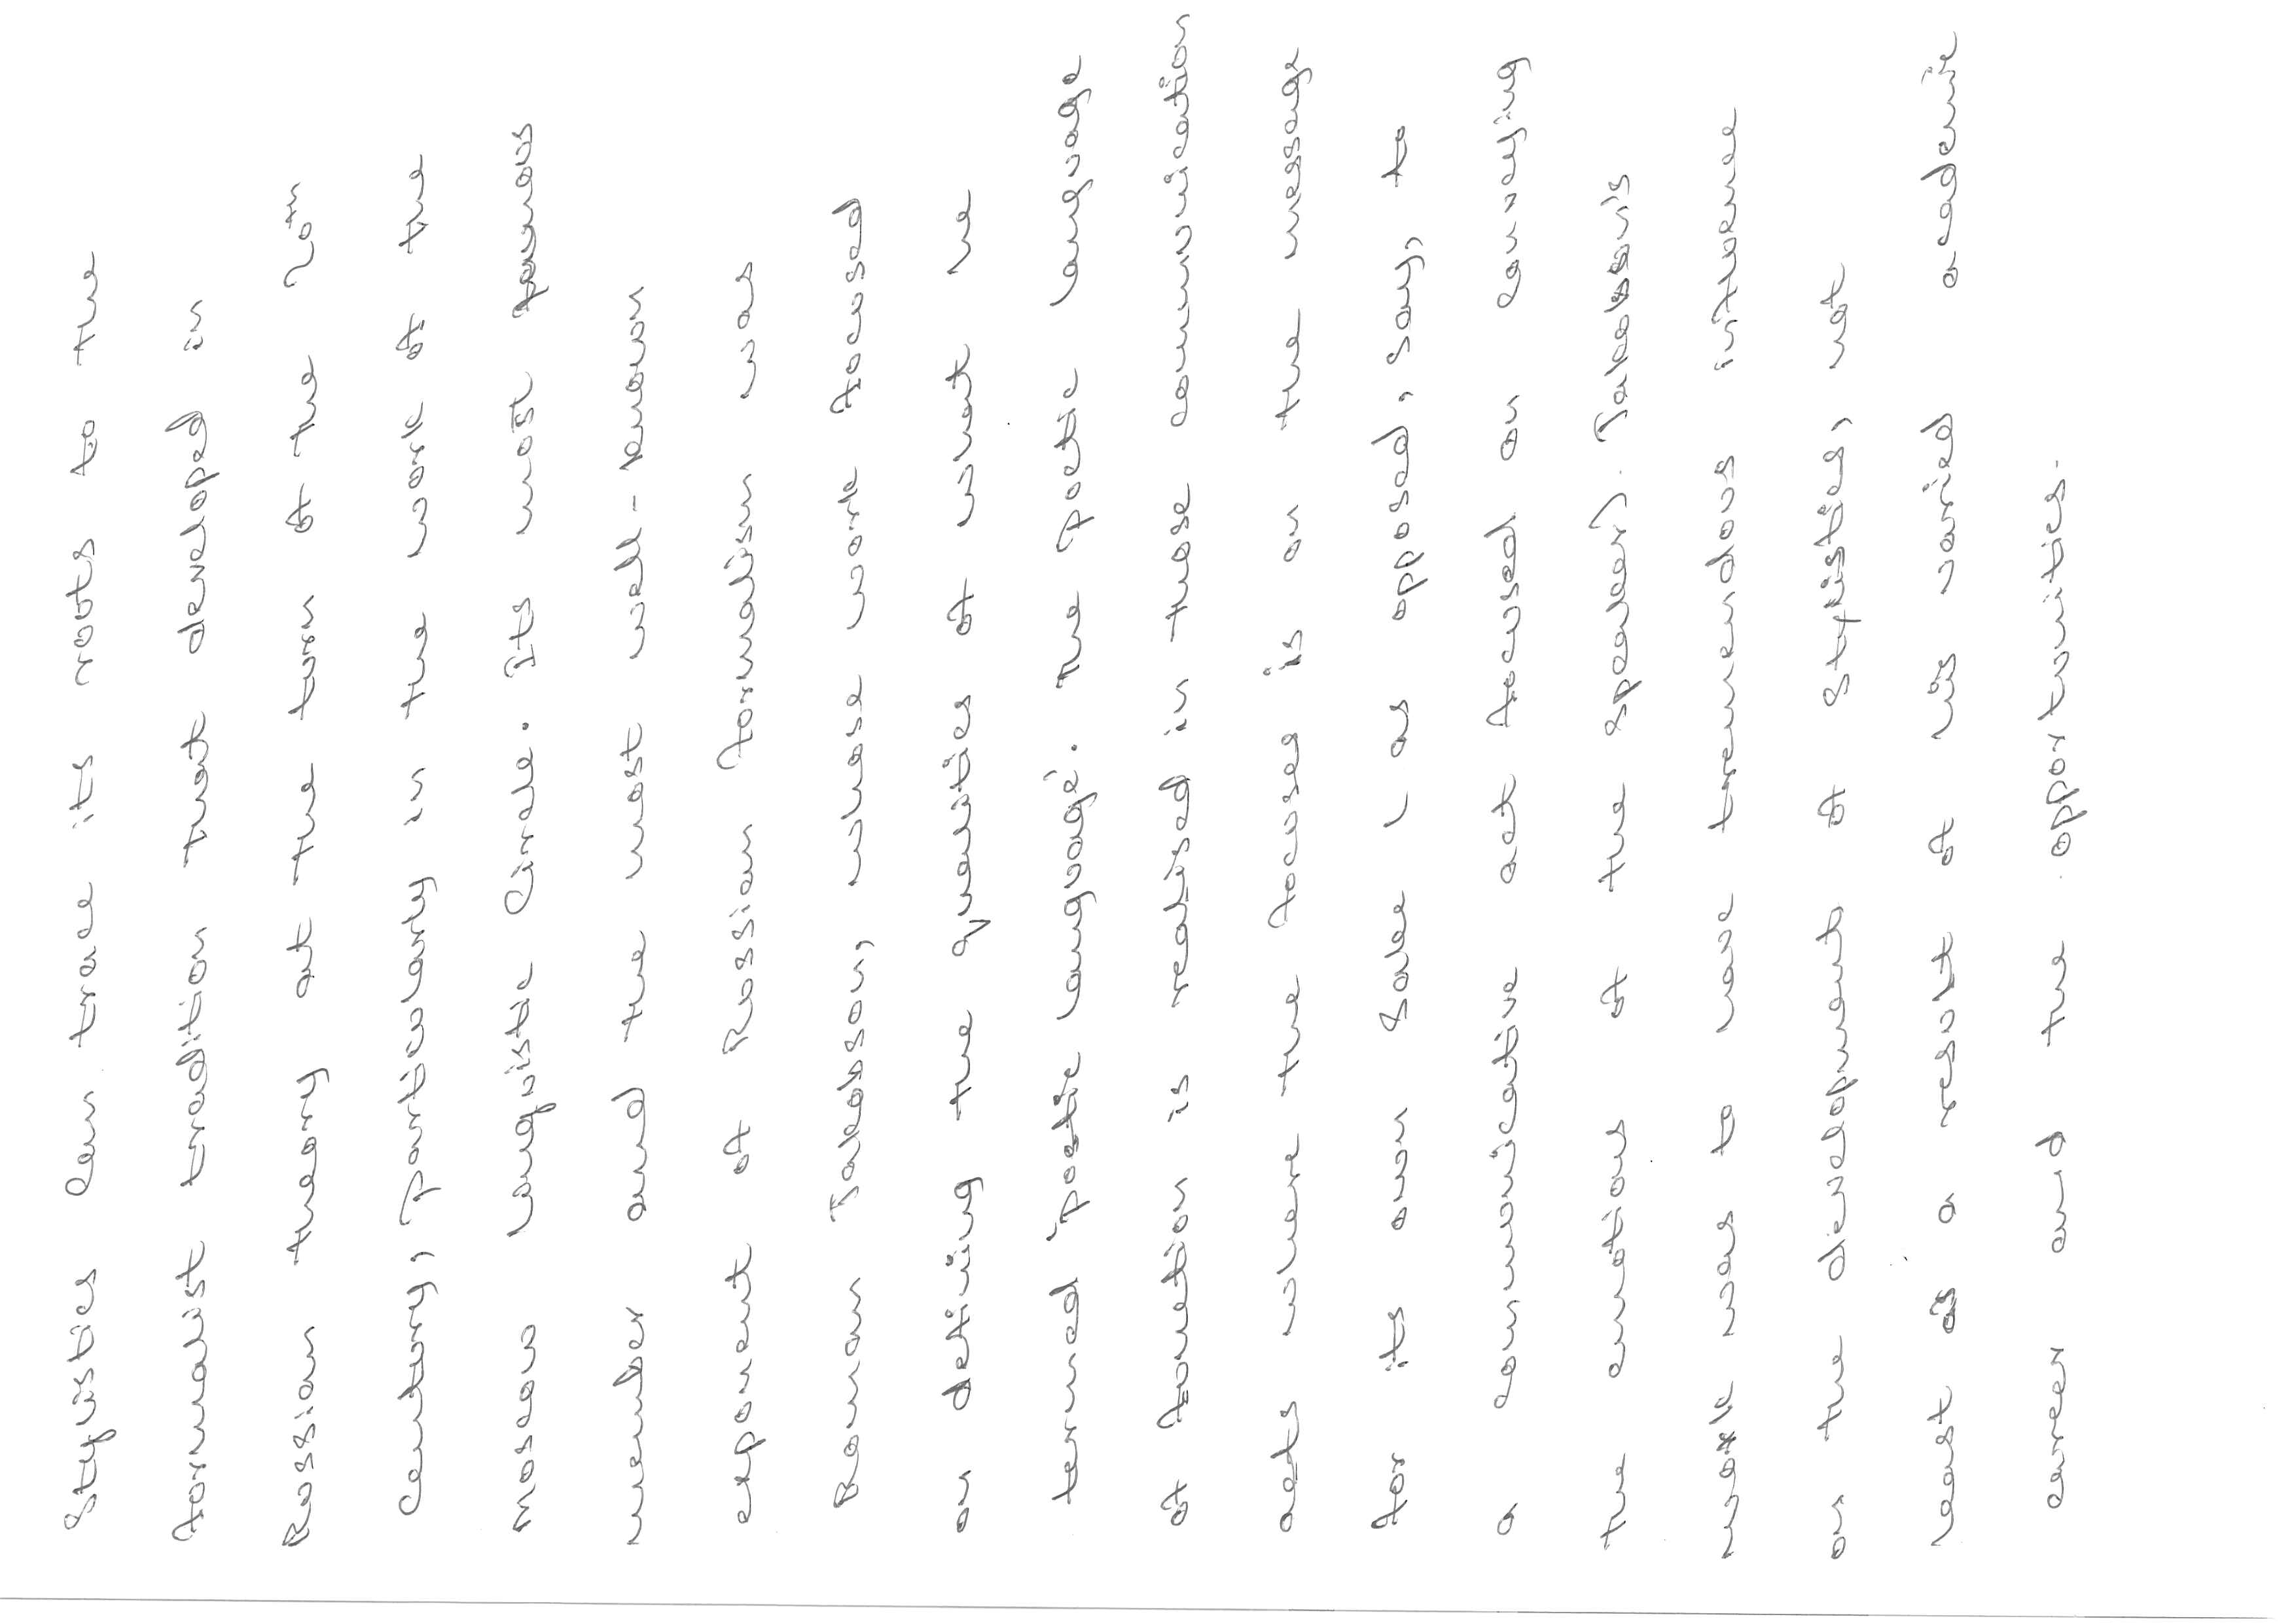 Stylistics Can trace its roots to the
formalist tradition that developed in
Russian theory at the turn of the 20th
Century, particularly in the work of the
Moscow Linguistic Circle. Its most famous
member and the most well-known
exponent of Russian formalism was
Roman Jakobson, whose work focused
on defining the qualities of what he
termed 'poetic language'. The poetic language
of function is realised in those communication
acts where the focuses is on the message
for its own sake (as opposed, say, to
a communicative act focused on conveying
the emotions of the speaker). Jakobson's
work was to have tremendous influence
on the development of stylistics, not
least as a result of his varied academic
career and the opportunities.